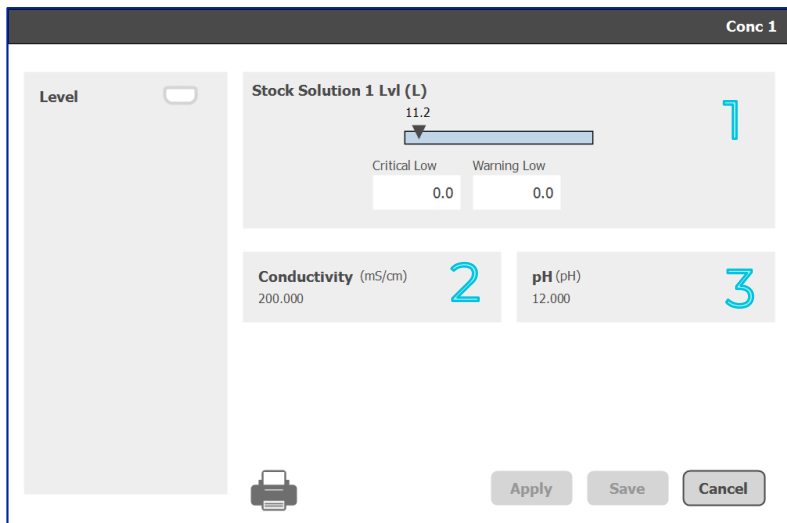 Conc 1
Level
Stock Solution 1 Lvl (L)
11.2
1
Critical Low Warning Low
0.0 0.0
Conductivity (mS/cm)
200.000
2
pH (pH)
12.000
3
Apply Save Cancel